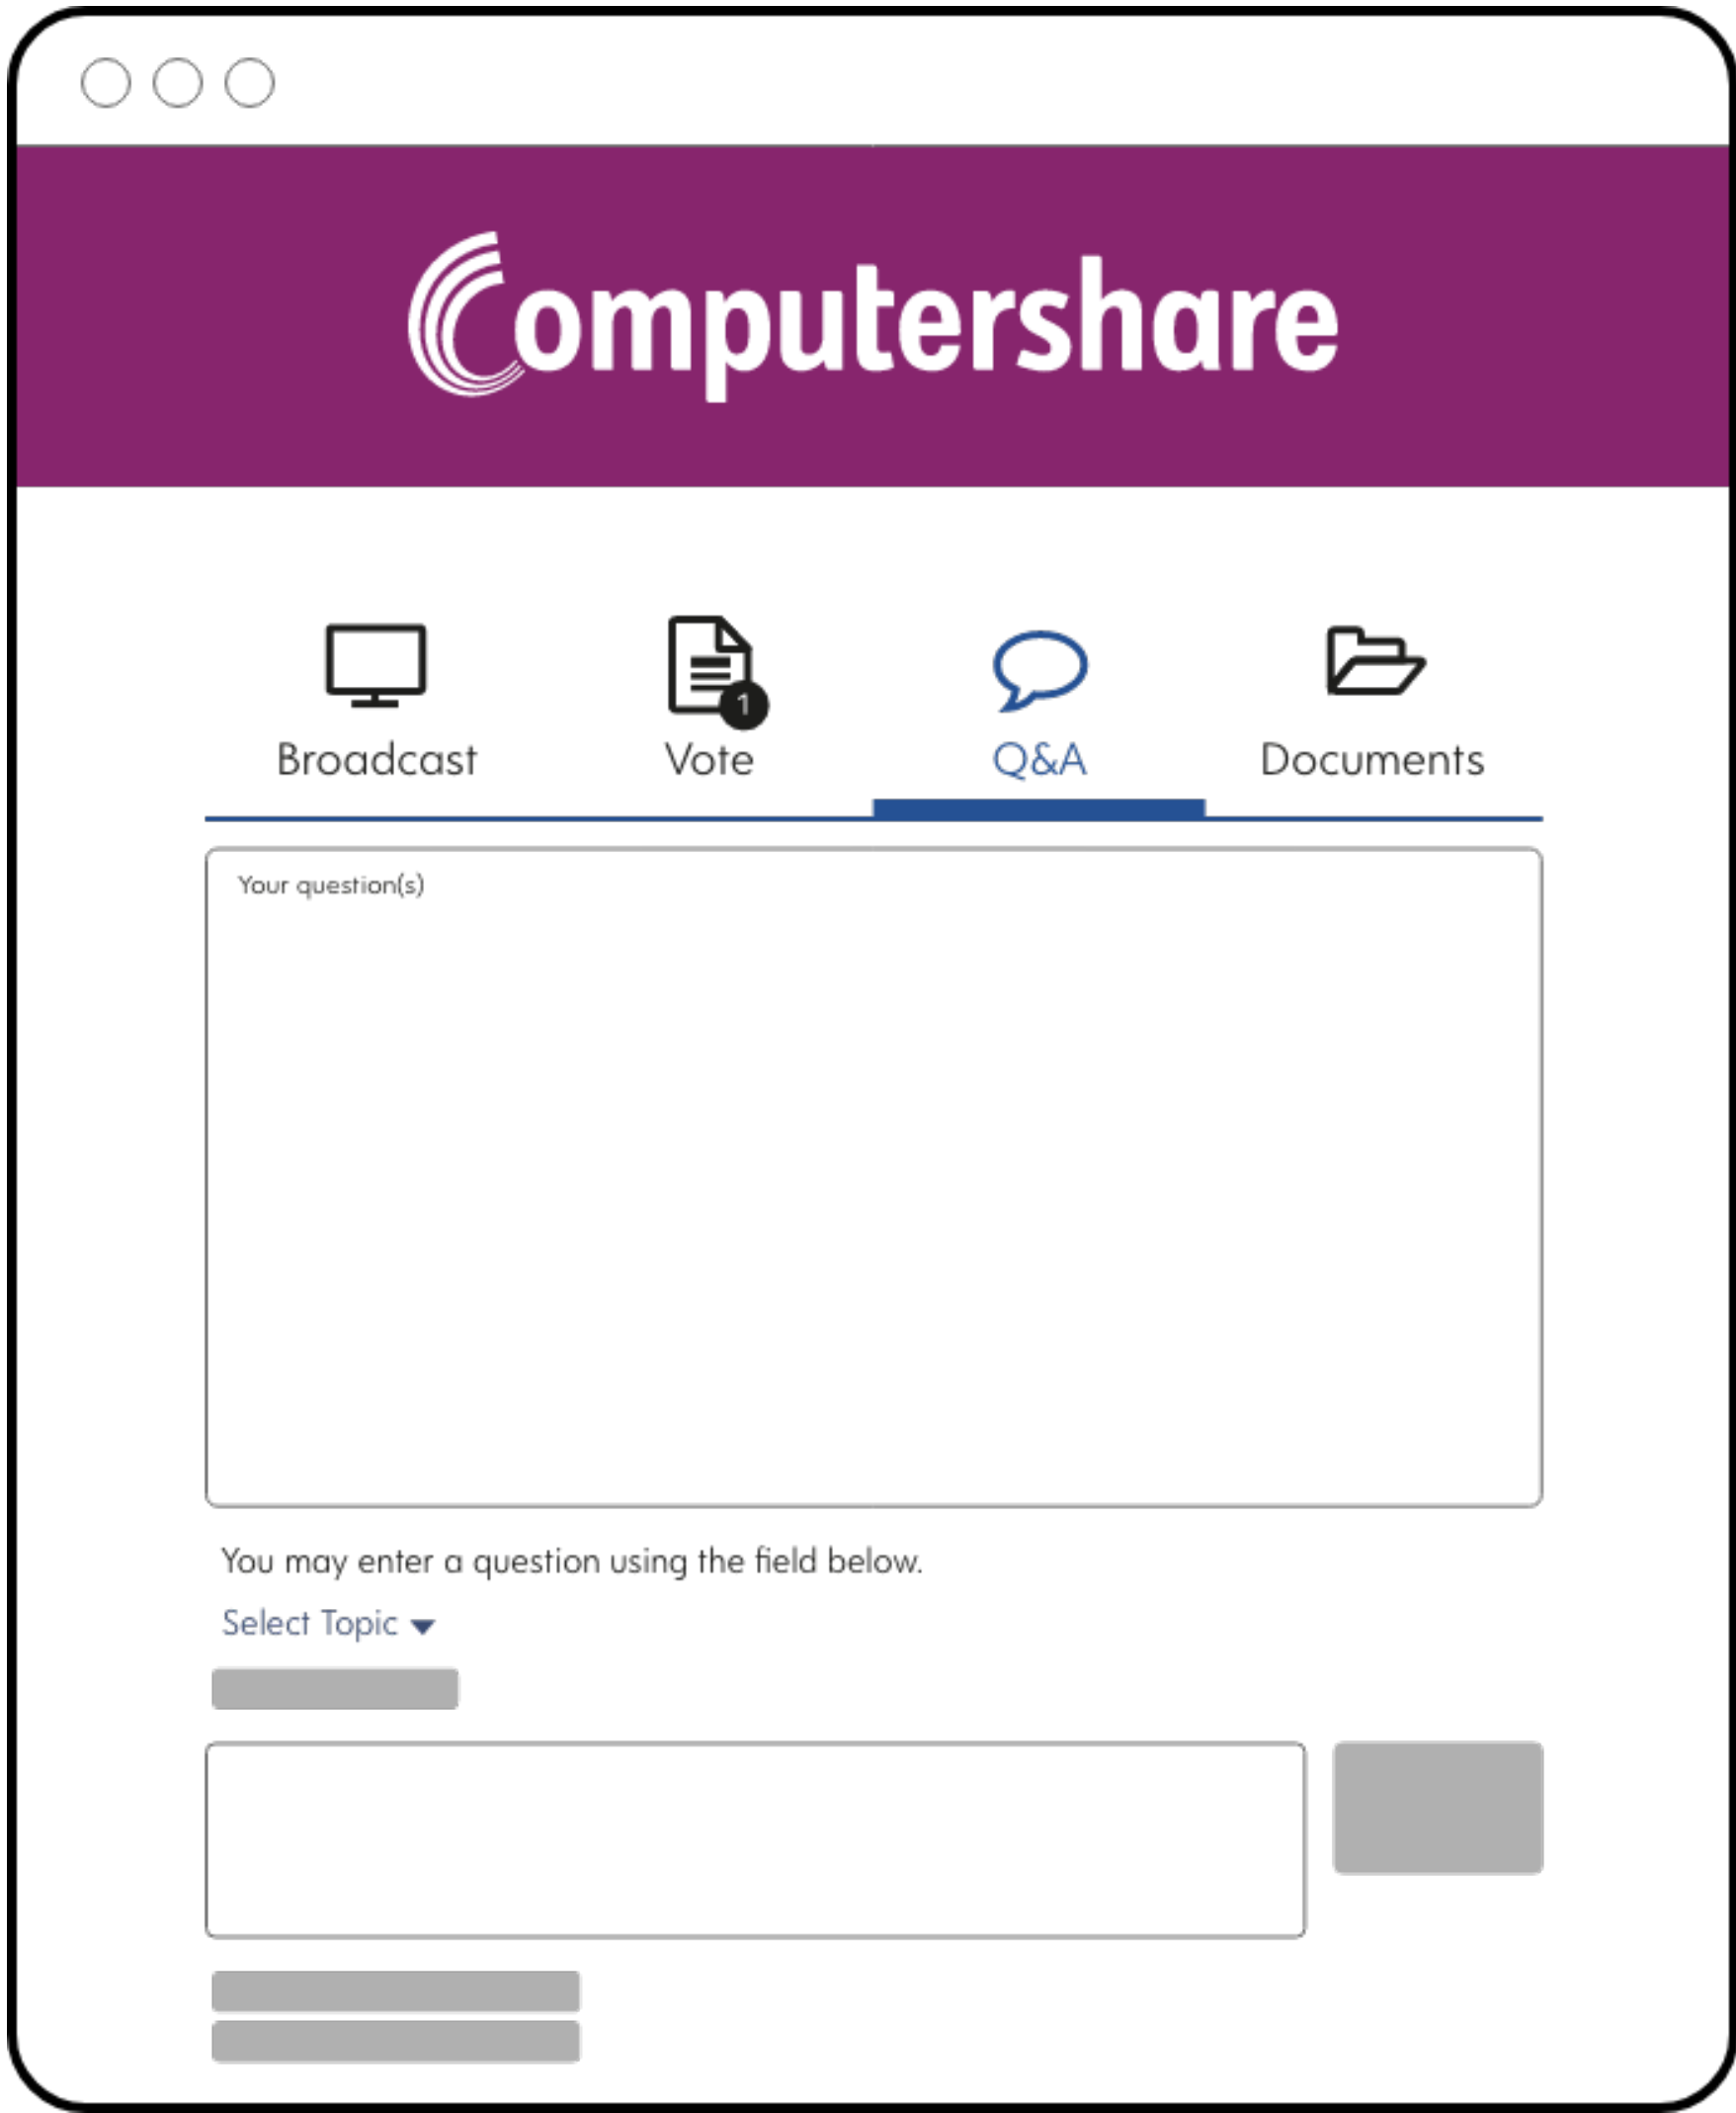 Computershare
1
Broadcast Vote Q&A Documents
Your question(s)
You may enter a question using the field below.
Select Topic